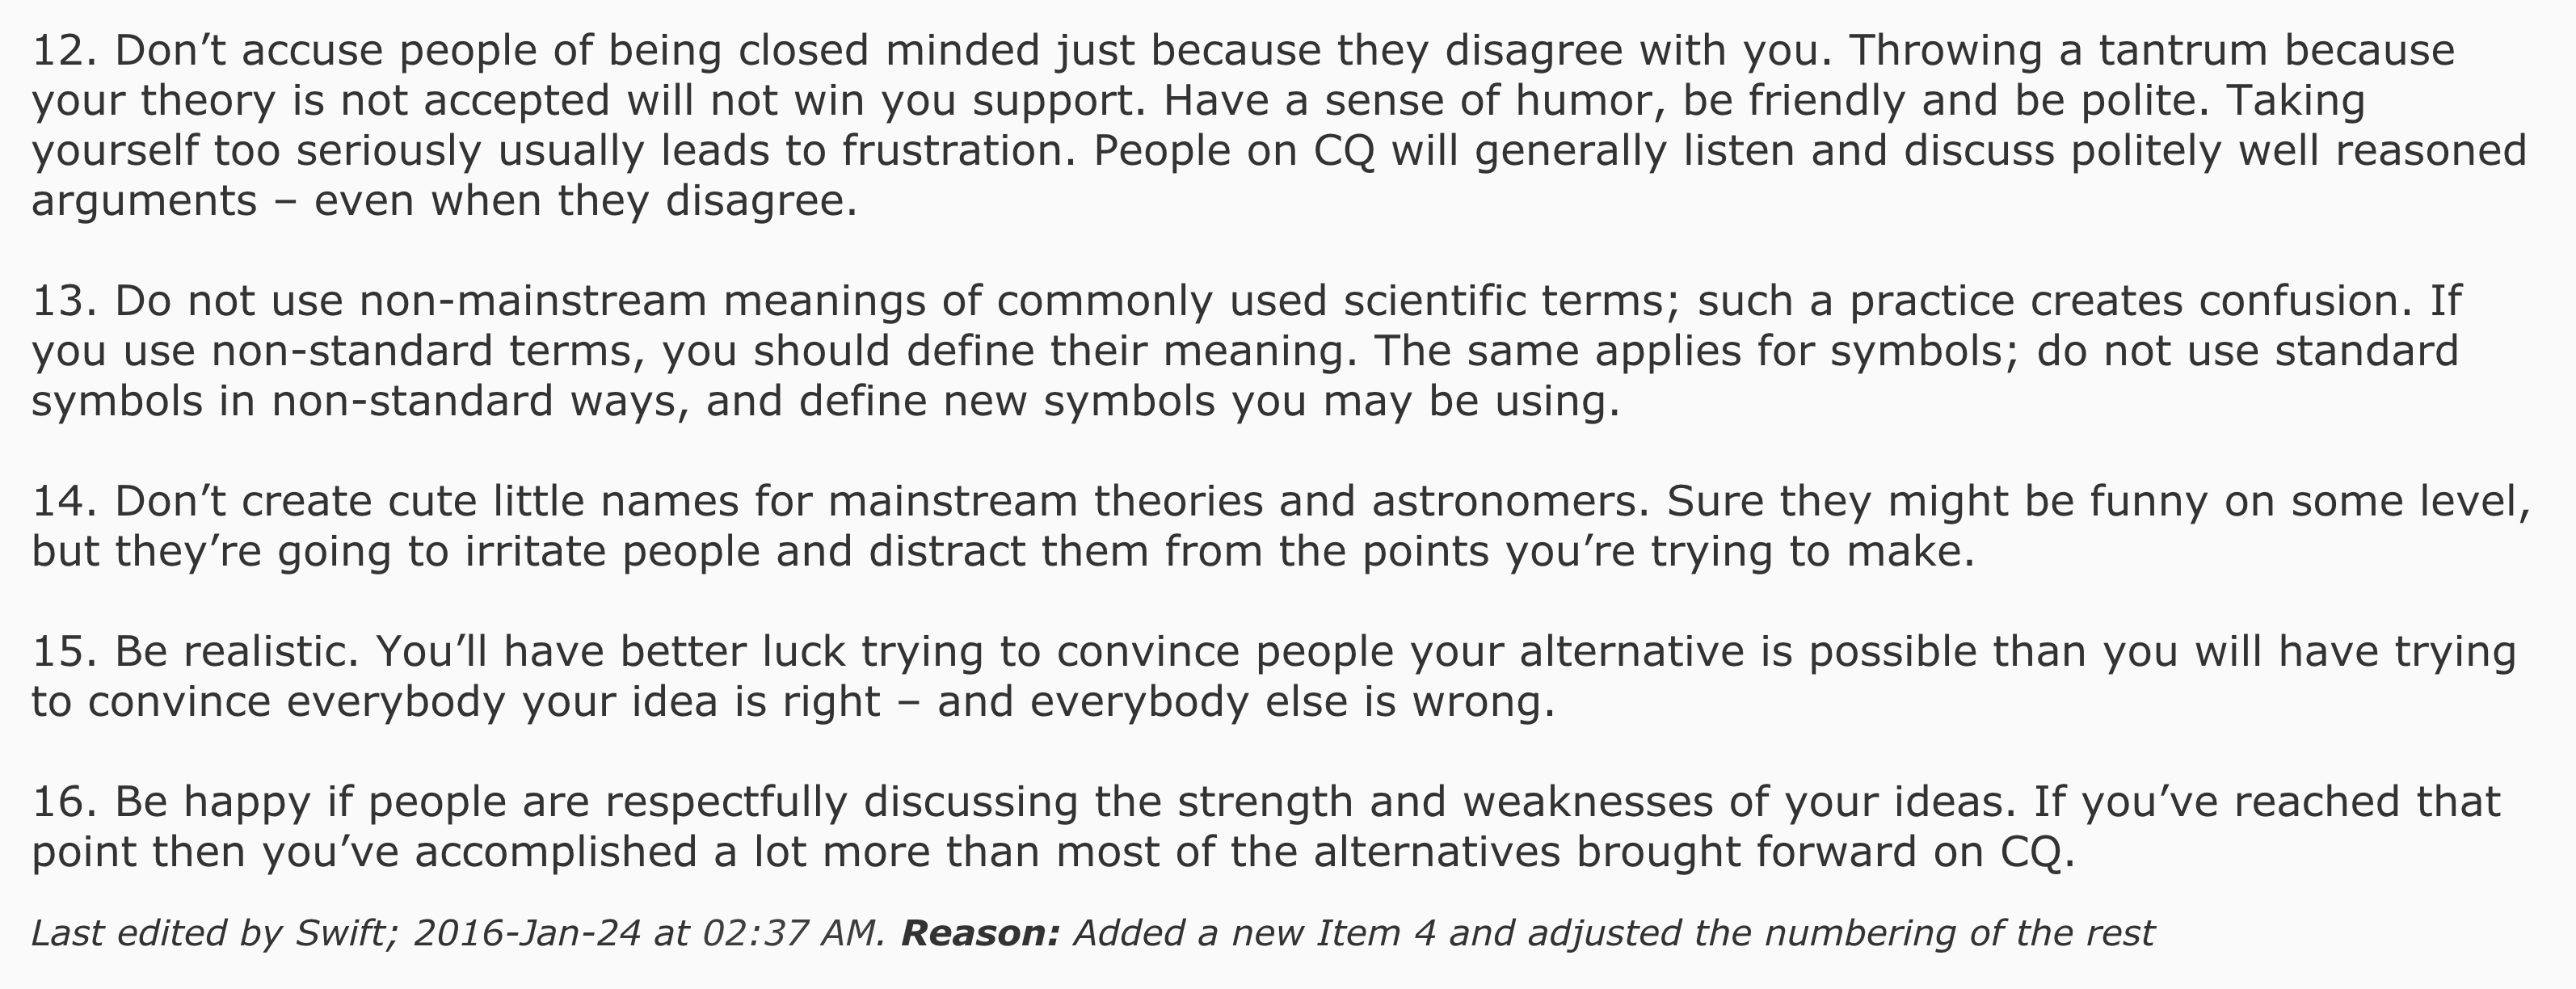 12. Don’t accuse people of being closed minded just because they disagree with you. Throwing a tantrum because
your theory is not accepted will not win you support. Have a sense of humor, be friendly and be polite. Taking
yourself too seriously usually leads to frustration. People on CQ will generally listen and discuss politely well reasoned
arguments – even when they disagree.
13. Do not use non-mainstream meanings of commonly used scientific terms; such a practice creates confusion. If
you use non-standard terms, you should define their meaning. The same applies for symbols; do not use standard
symbols in non-standard ways, and define new symbols you may be using.
14. Don’t create cute little names for mainstream theories and astronomers. Sure they might be funny on some level,
but they’re going to irritate people and distract them from the points you’re trying to make.
15. Be realistic. You’ll have better luck trying to convince people your alternative is possible than you will have trying
to convince everybody your idea is right – and everybody else is wrong.
16. Be happy if people are respectfully discussing the strength and weaknesses of your ideas. If you’ve reached that
point then you’ve accomplished a lot more than most of the alternatives brought forward on CQ.
Last edited by Swift; 2016-Jan-24 at 02:37 AM. Reason: Added a new Item 4 and adjusted the numbering of the rest